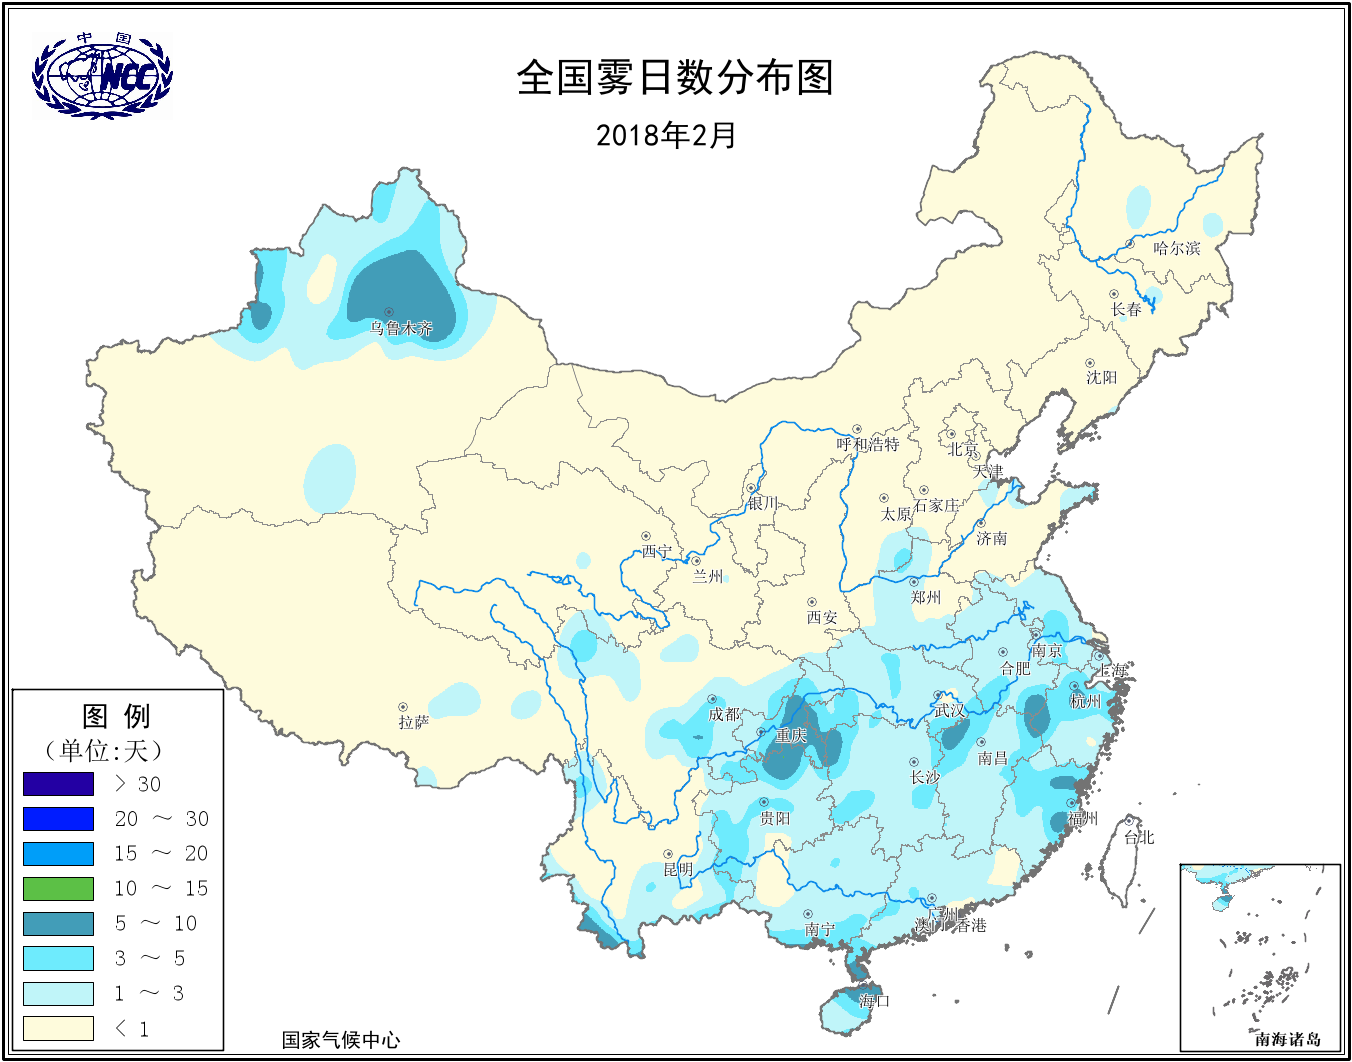 中国
NCC
全国雾日数分布图
2018年2月
哈尔滨
长春
乌鲁木齐
沈阳
呼和浩特
北京
天津
银川
太原
石家庄
济南
西宁
兰州
郑州
西安
南京
合肥
上海
拉萨
成都
武汉
杭州
重庆
南昌
长沙
贵阳
福州
台北
昆明
南宁
广州
澳门
香港
海口
图 例
（单位:天）
> 30
20 ~ 30
15 ~ 20
10 ~ 15
5 ~ 10
3 ~ 5
1 ~ 3
< 1
国家气候中心
南海诸岛